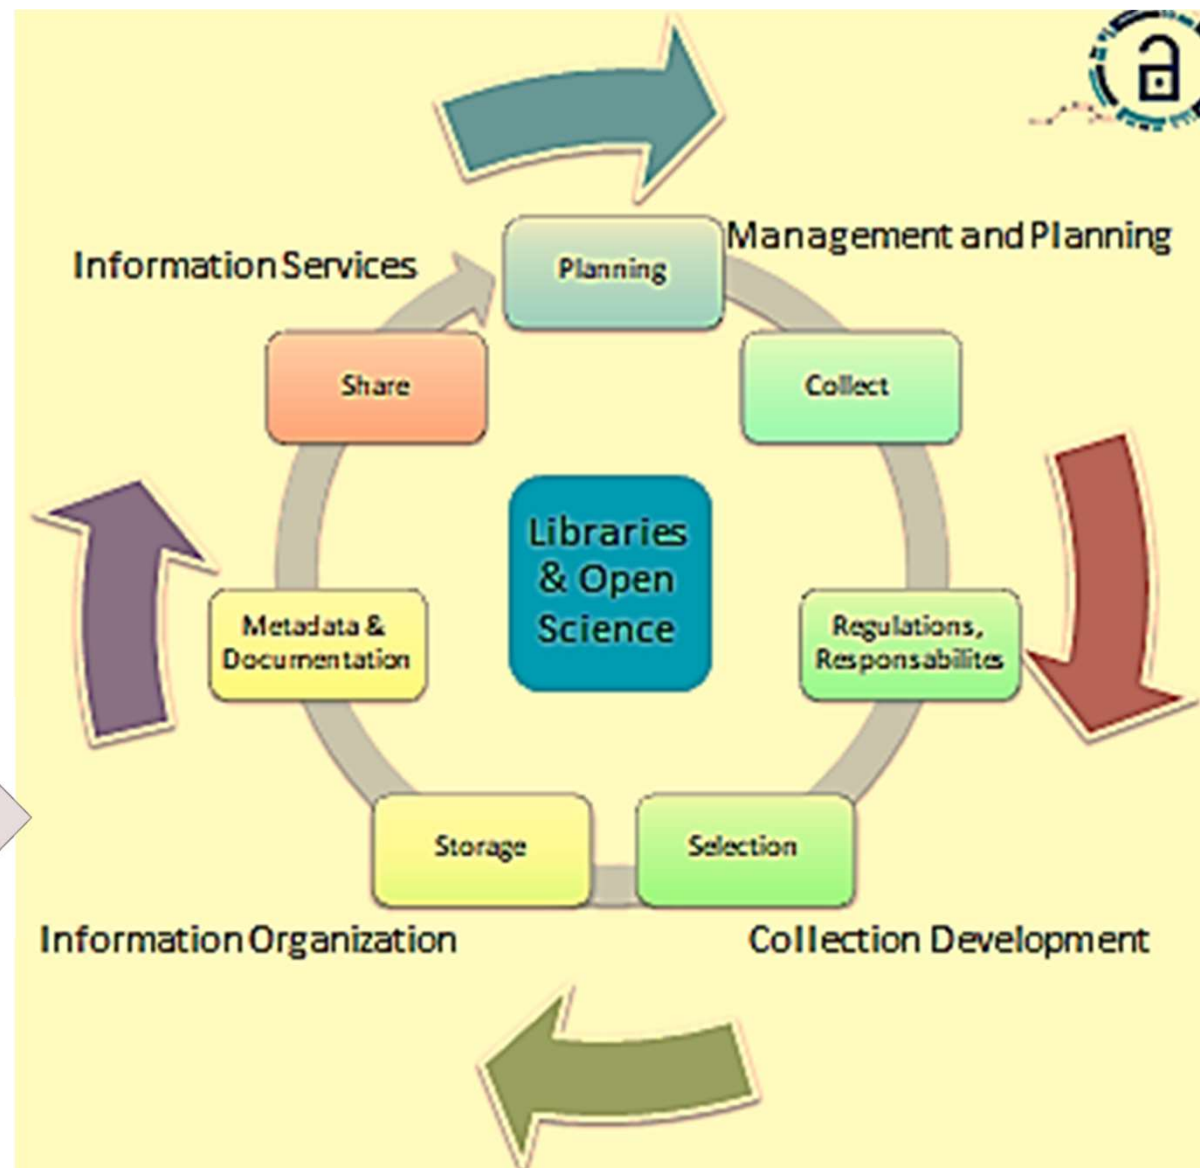 Management and Planning
Information Services
Planning
Share
Collect
Libraries
& Open
Science
Metadata &
Documentation
Regulations,
Responsabilites
Storage
Selection
Information Organization
Collection Development